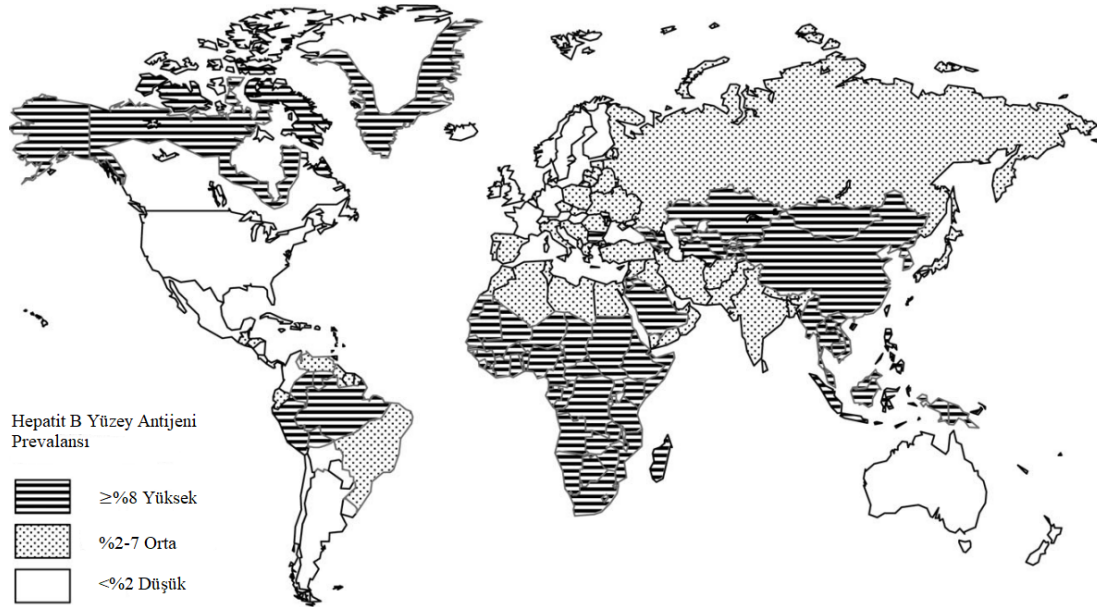 Hepatit B Yüzey Antijeni
Prevalansı
≥%8 Yüksek
%2-7 Orta
<%2 Düşük